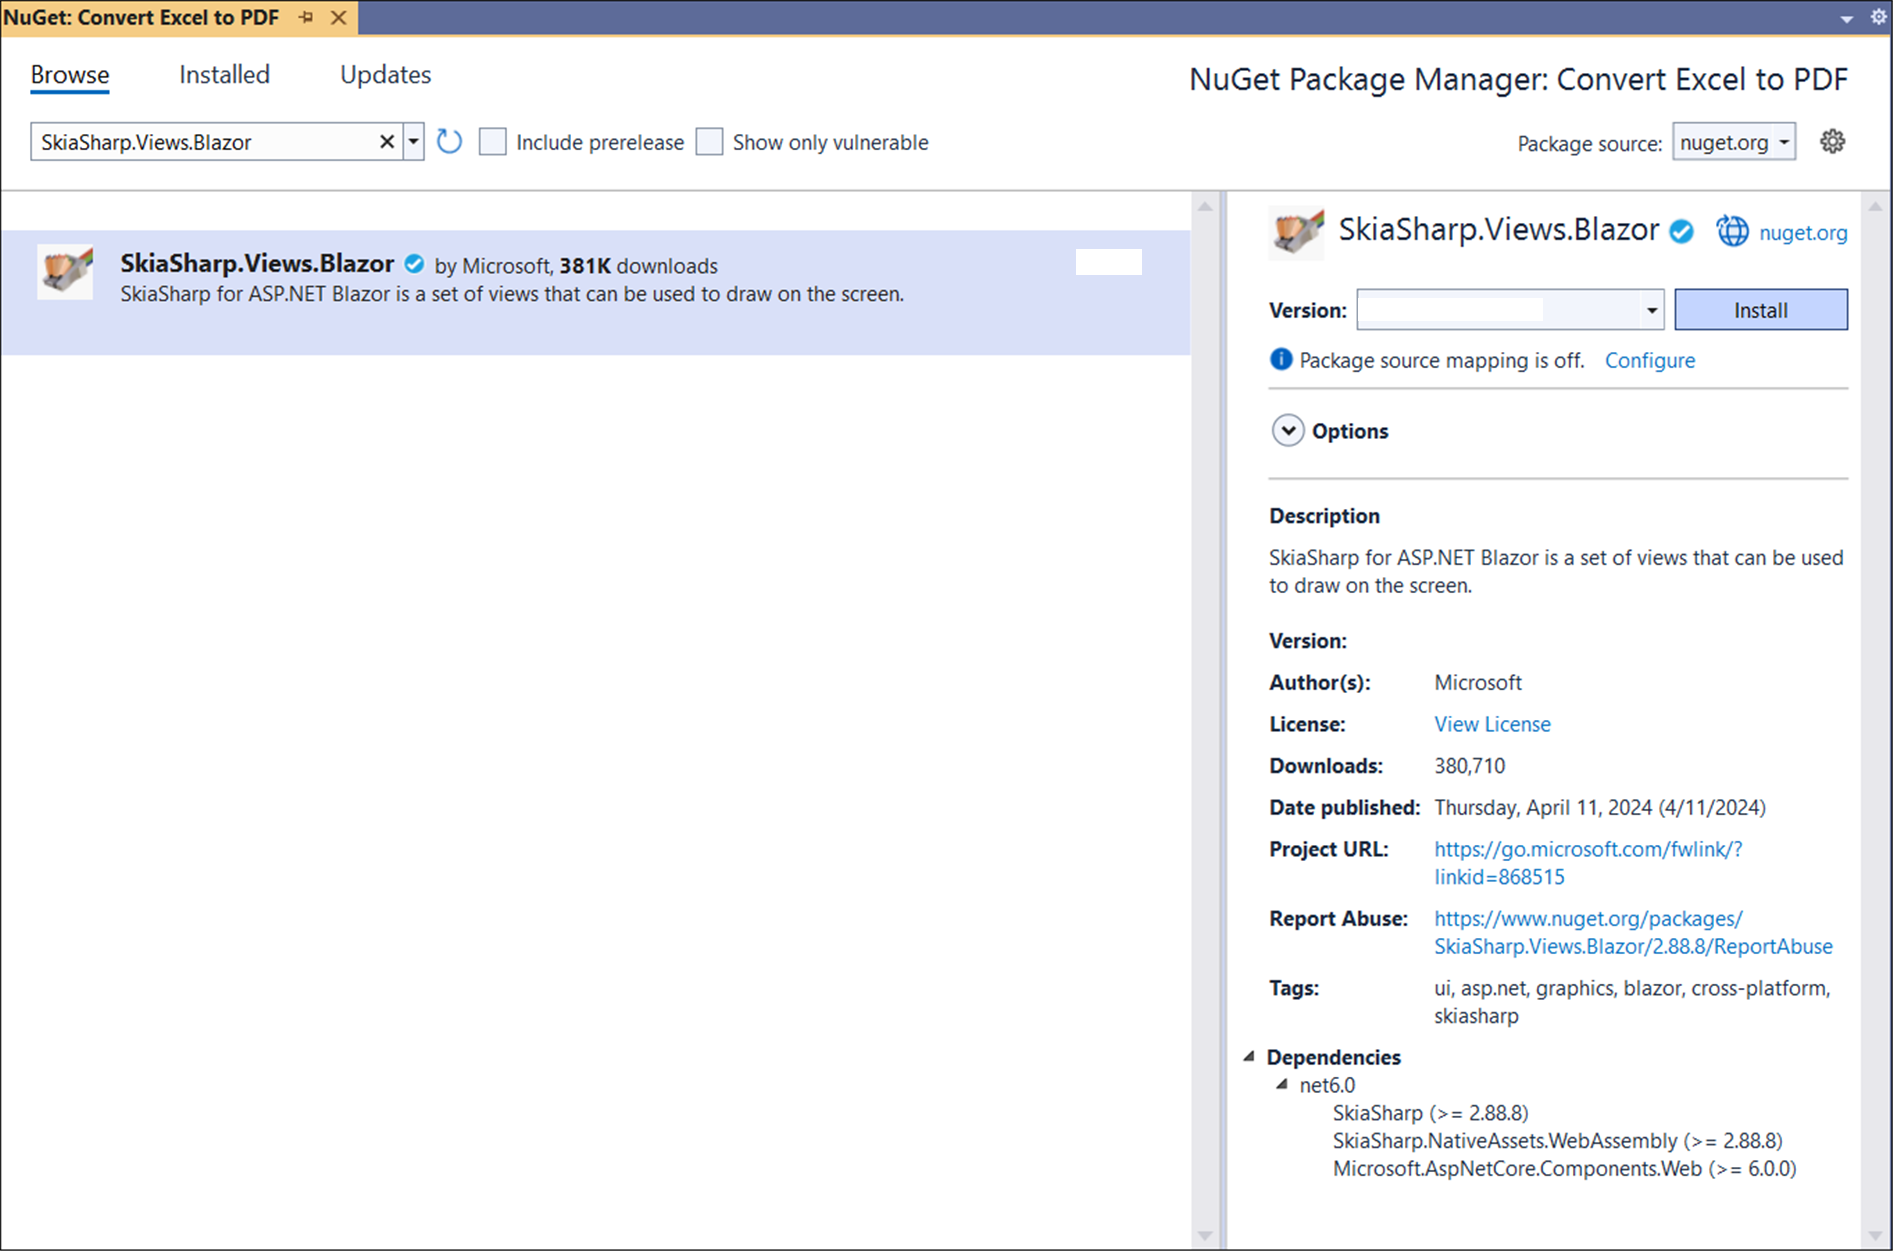 NuGet: Convert Excel to PDF
Browse Installed Updates
NuGet Package Manager: Convert Excel to PDF
SkiaSharp.Views.Blazor
Include prerelease
Show only vulnerable
Package source: nuget.org
SkiaSharp.Views.Blazor by Microsoft, 381K downloads
SkiaSharp for ASP.NET Blazor is a set of views that can be used to draw on the screen.
SkiaSharp.Views.Blazor nuget.org
Version: Install
Package source mapping is off. Configure
Options
Description
SkiaSharp for ASP.NET Blazor is a set of views that can be used
to draw on the screen.
Version:
Author(s): Microsoft
License: View License
Downloads: 380,710
Date published: Thursday, April 11, 2024 (4/11/2024)
Project URL: https://go.microsoft.com/fwlink/?
linkid=868515
Report Abuse: https://www.nuget.org/packages/
SkiaSharp.Views.Blazor/2.88.8/ReportAbuse
Tags: ui, asp.net, graphics, blazor, cross-platform,
skiasharp
Dependencies
net6.0
SkiaSharp (>= 2.88.8)
SkiaSharp.NativeAssets.WebAssembly (>= 2.88.8)
Microsoft.AspNetCore.Components.Web (>= 6.0.0)